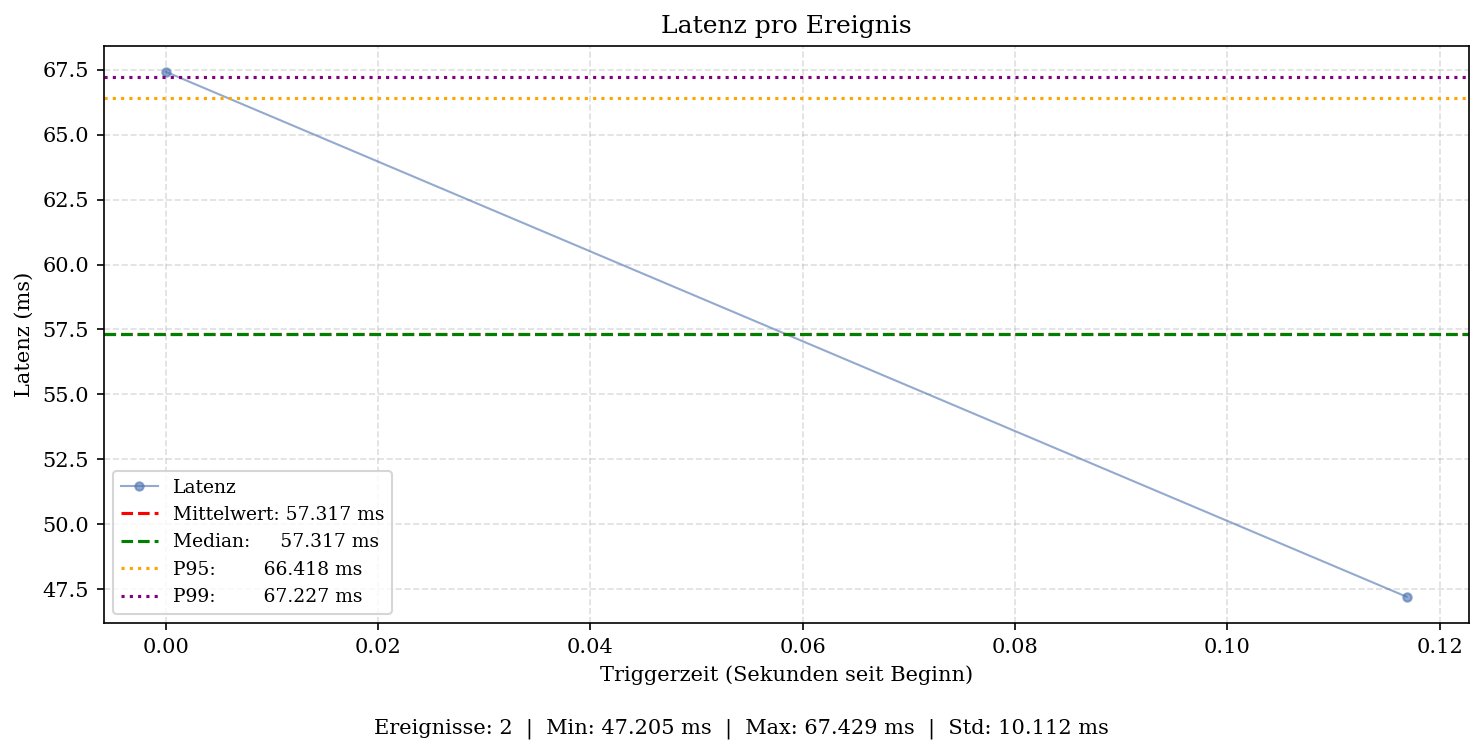 Latenz pro Ereignis
Latenz (ms)
67.5
65.0
62.5
60.0
57.5
55.0
52.5
50.0
47.5
Latenz
Mittelwert: 57.317 ms
Median: 57.317 ms
P95: 66.418 ms
P99: 67.227 ms
0.00 0.02 0.04 0.06 0.08 0.10 0.12
Triggerzeit (Sekunden seit Beginn)
Ereignisse: 2 | Min: 47.205 ms | Max: 67.429 ms | Std: 10.112 ms